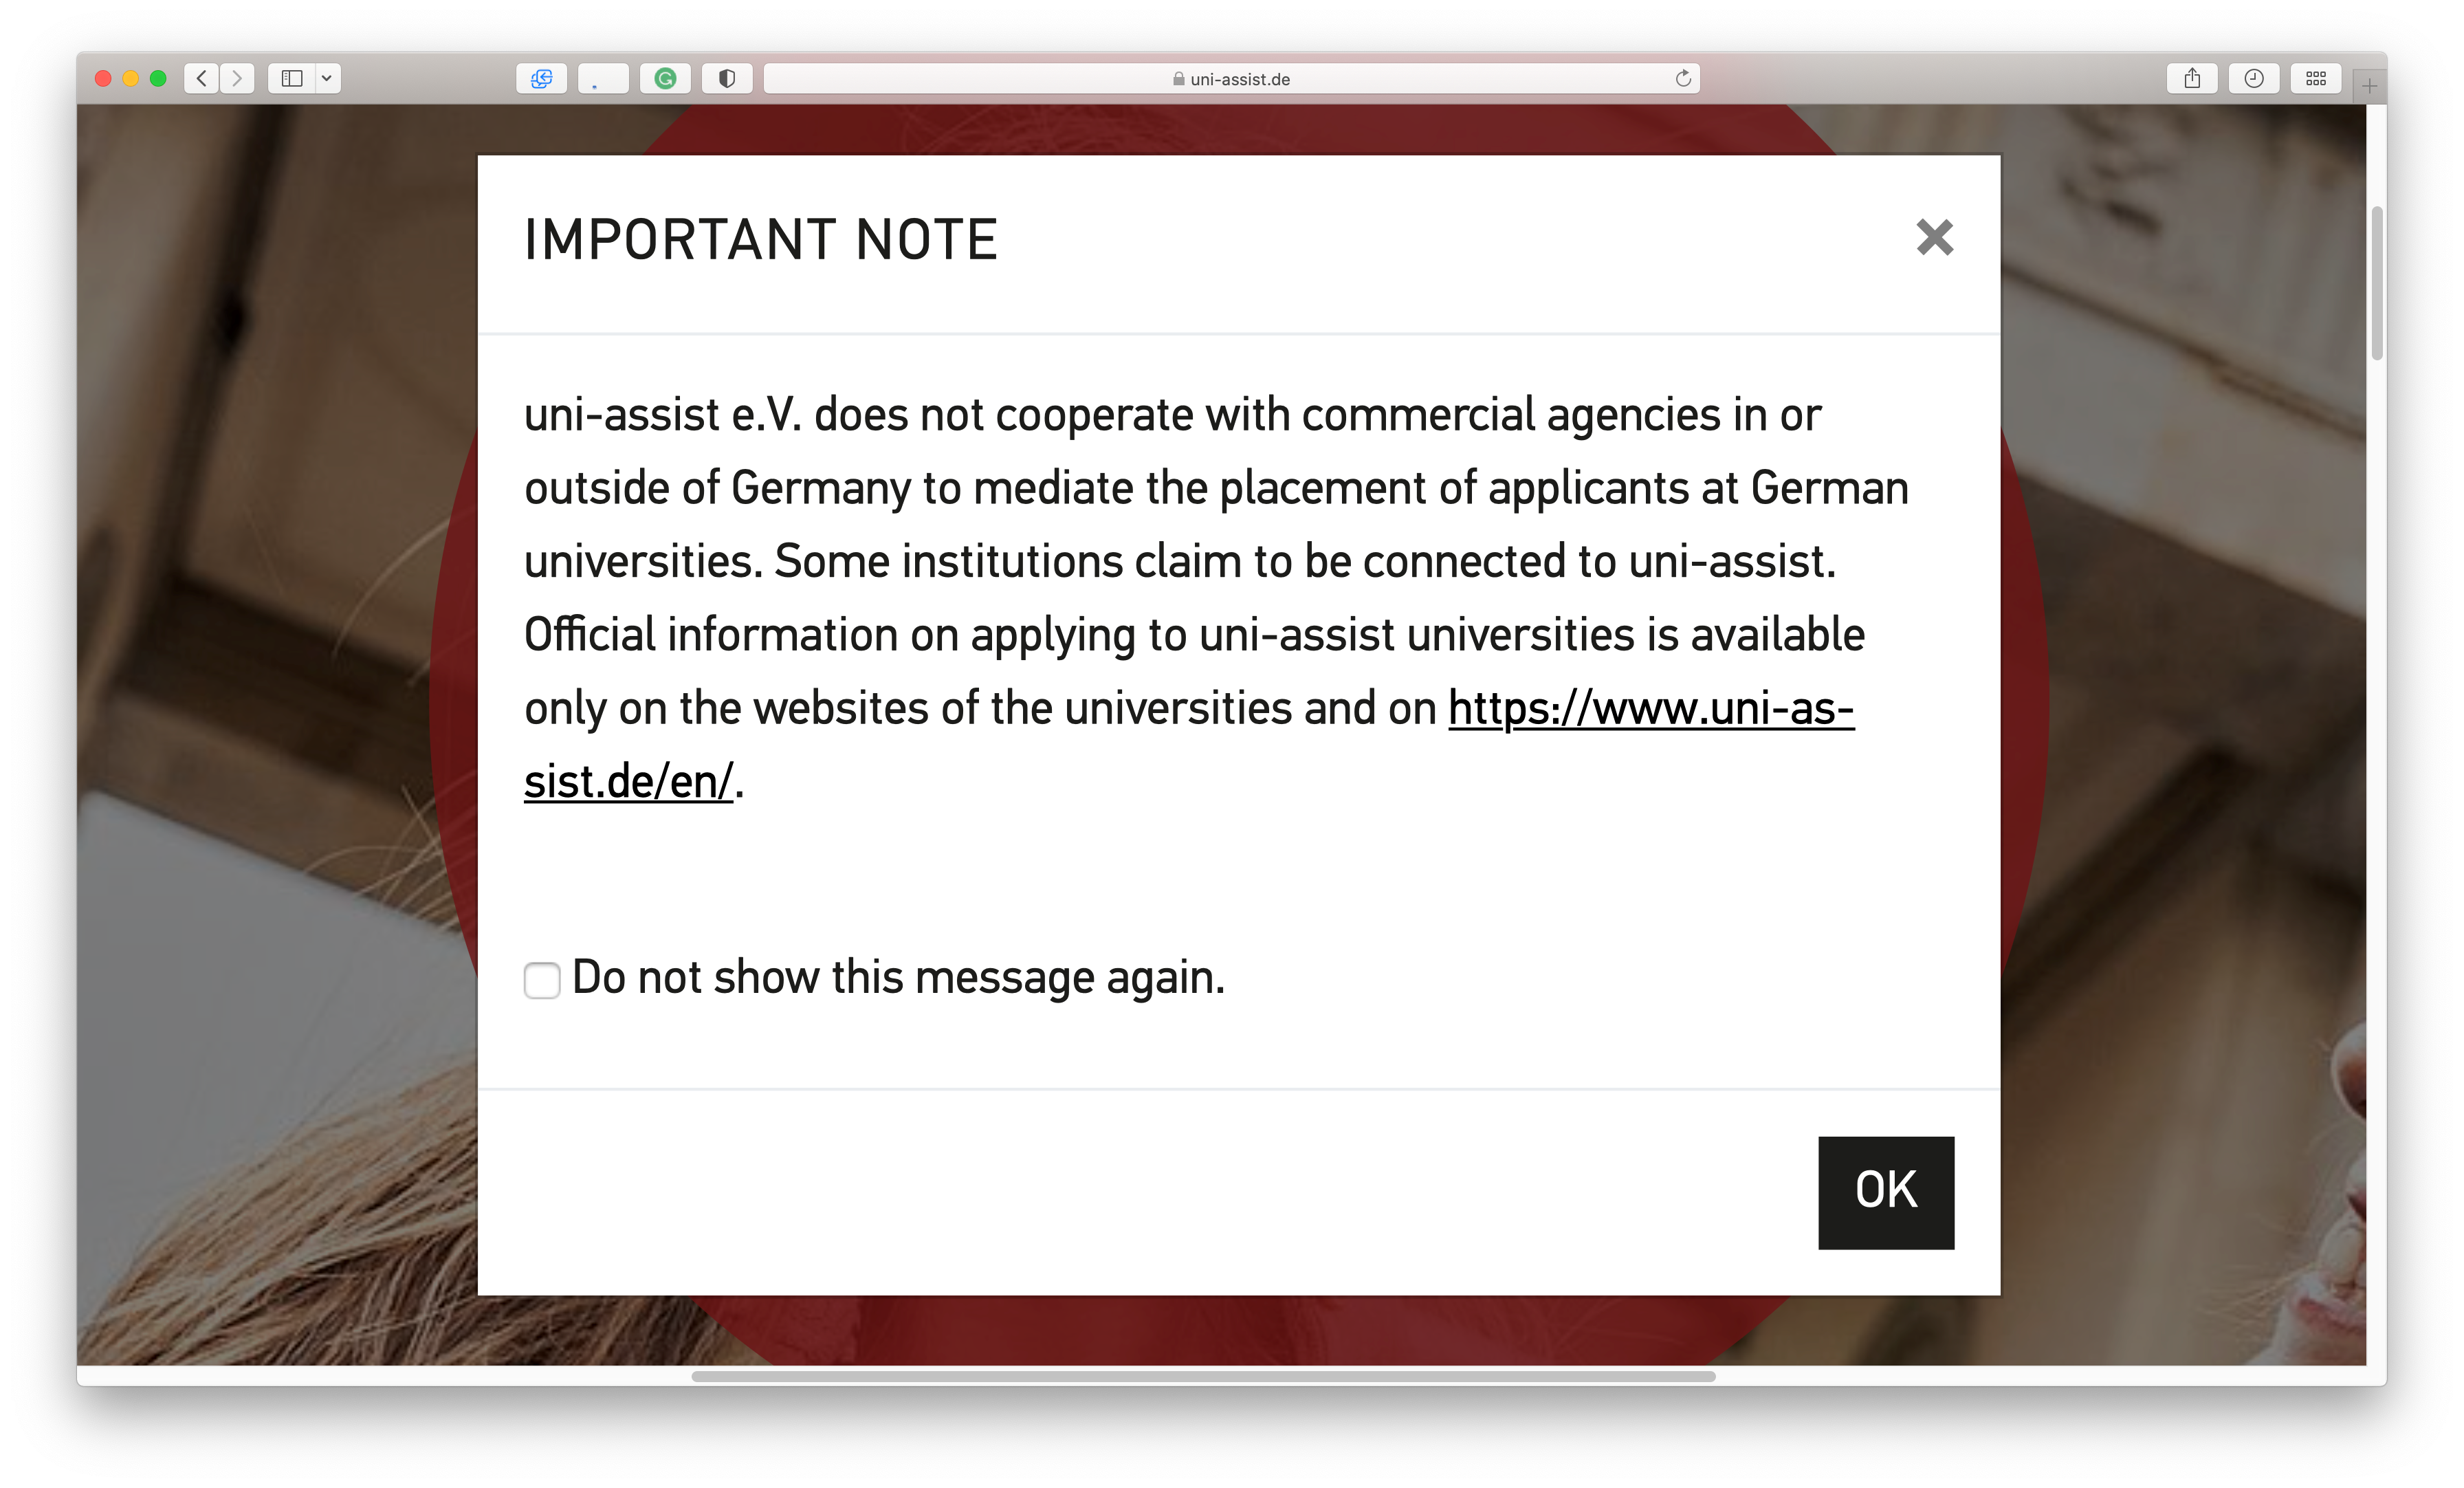 uni-assist.de
IMPORTANT NOTE
uni-assist e.V. does not cooperate with commercial agencies in or
outside of Germany to mediate the placement of applicants at German
universities. Some institutions claim to be connected to uni-assist.
Official information on applying to uni-assist universities is available
only on the websites of the universities and on https://www.uni-as-
sist.de/en/.
Do not show this message again.
OK